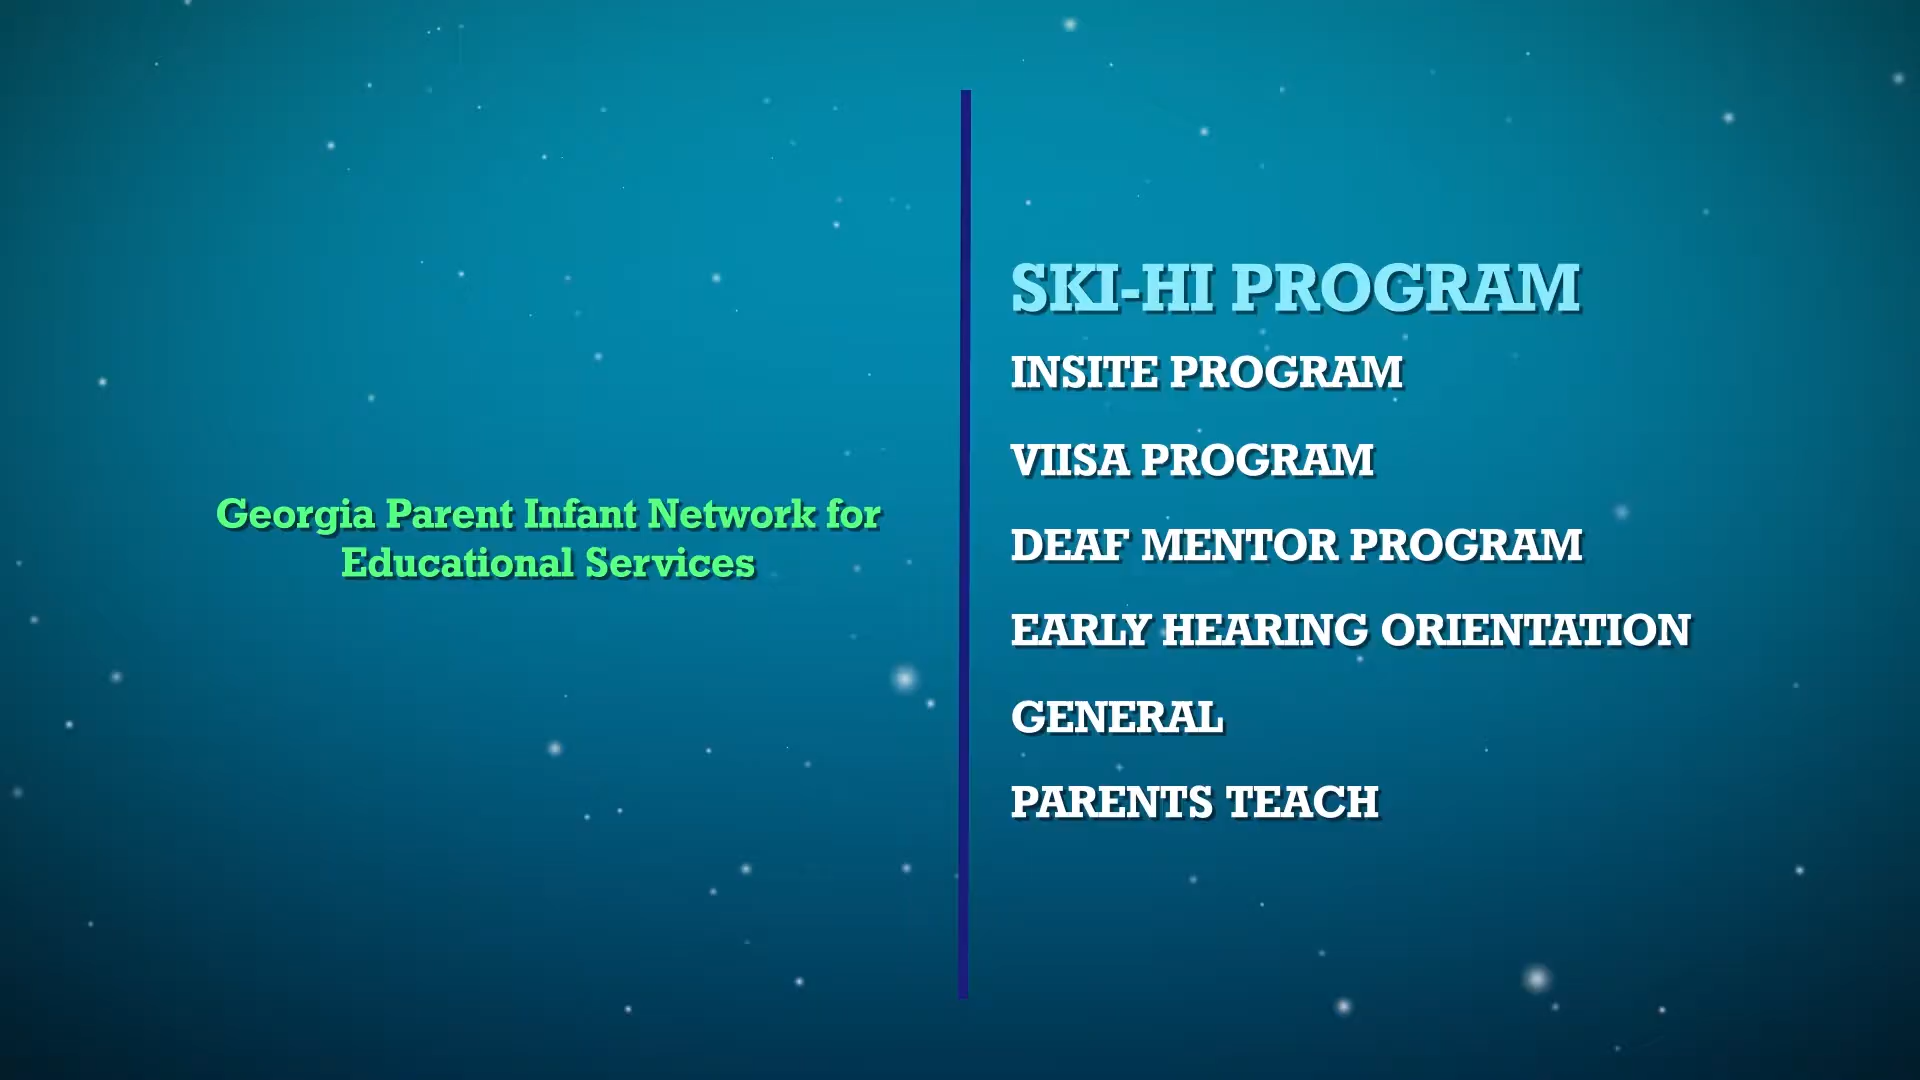 Georgia Parent Infant Network for
Educational Services
SKI-HI PROGRAM
INSITE PROGRAM
VIISA PROGRAM
DEAF MENTOR PROGRAM
EARLY HEARING ORIENTATION
GENERAL
PARENTS TEACH